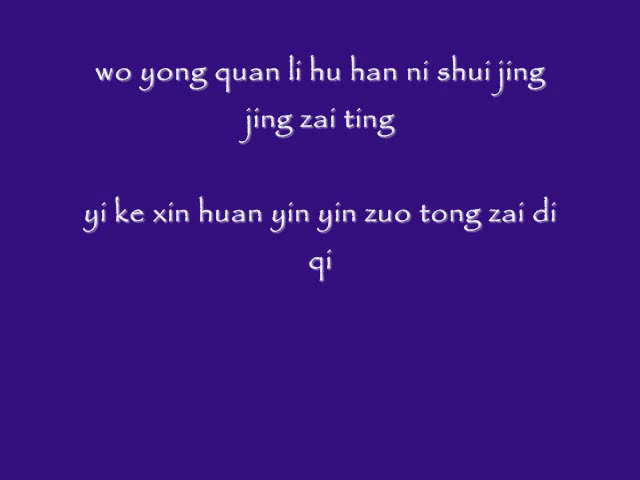 wo yong quan li hu han ni shui jing
jing zai ting
yi ke xin huan yin yin zuo tong zai di
qi